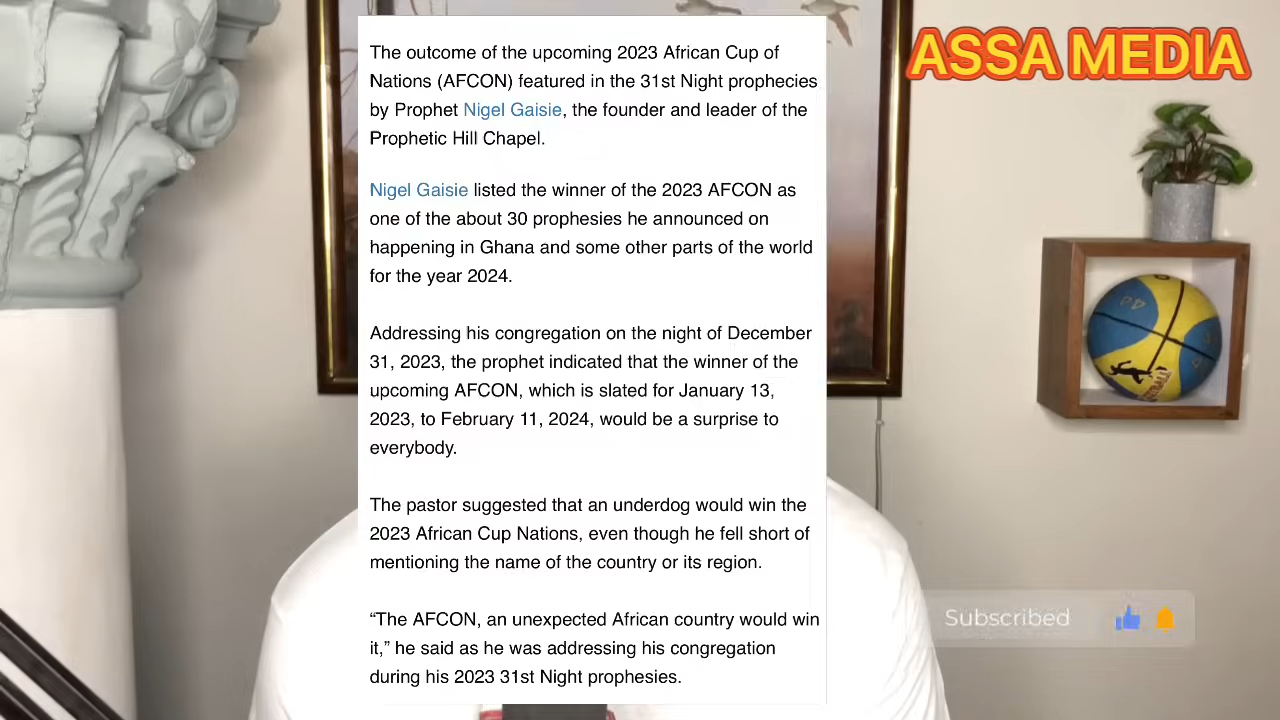 ASSA MEDIA
The outcome of the upcoming 2023 African Cup of
Nations (AFCON) featured in the 31st Night prophecies
by Prophet Nigel Gaisie, the founder and leader of the
Prophetic Hill Chapel.
Nigel Gaisie listed the winner of the 2023 AFCON as
one of the about 30 prophesies he announced on
happening in Ghana and some other parts of the world
for the year 2024.
Addressing his congregation on the night of December
31, 2023, the prophet indicated that the winner of the
upcoming AFCON, which is slated for January 13,
2023, to February 11, 2024, would be a surprise to
everybody.
The pastor suggested that an underdog would win the
2023 African Cup Nations, even though he fell short of
mentioning the name of the country or its region.
“The AFCON, an unexpected African country would win
it,” he said as he was addressing his congregation
during his 2023 31st Night prophesies.
Subscribed